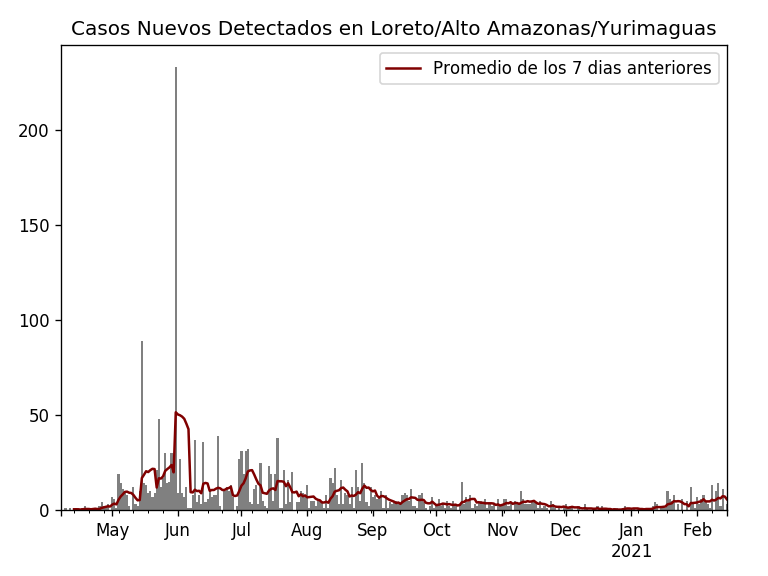 Casos Nuevos Detectados en Loreto/Alto Amazonas/Yurimaguas
Promedio de los 7 dias anteriores
200
150
100
50
0
May Jun Jul Aug Sep Oct Nov Dec Jan Feb
2021